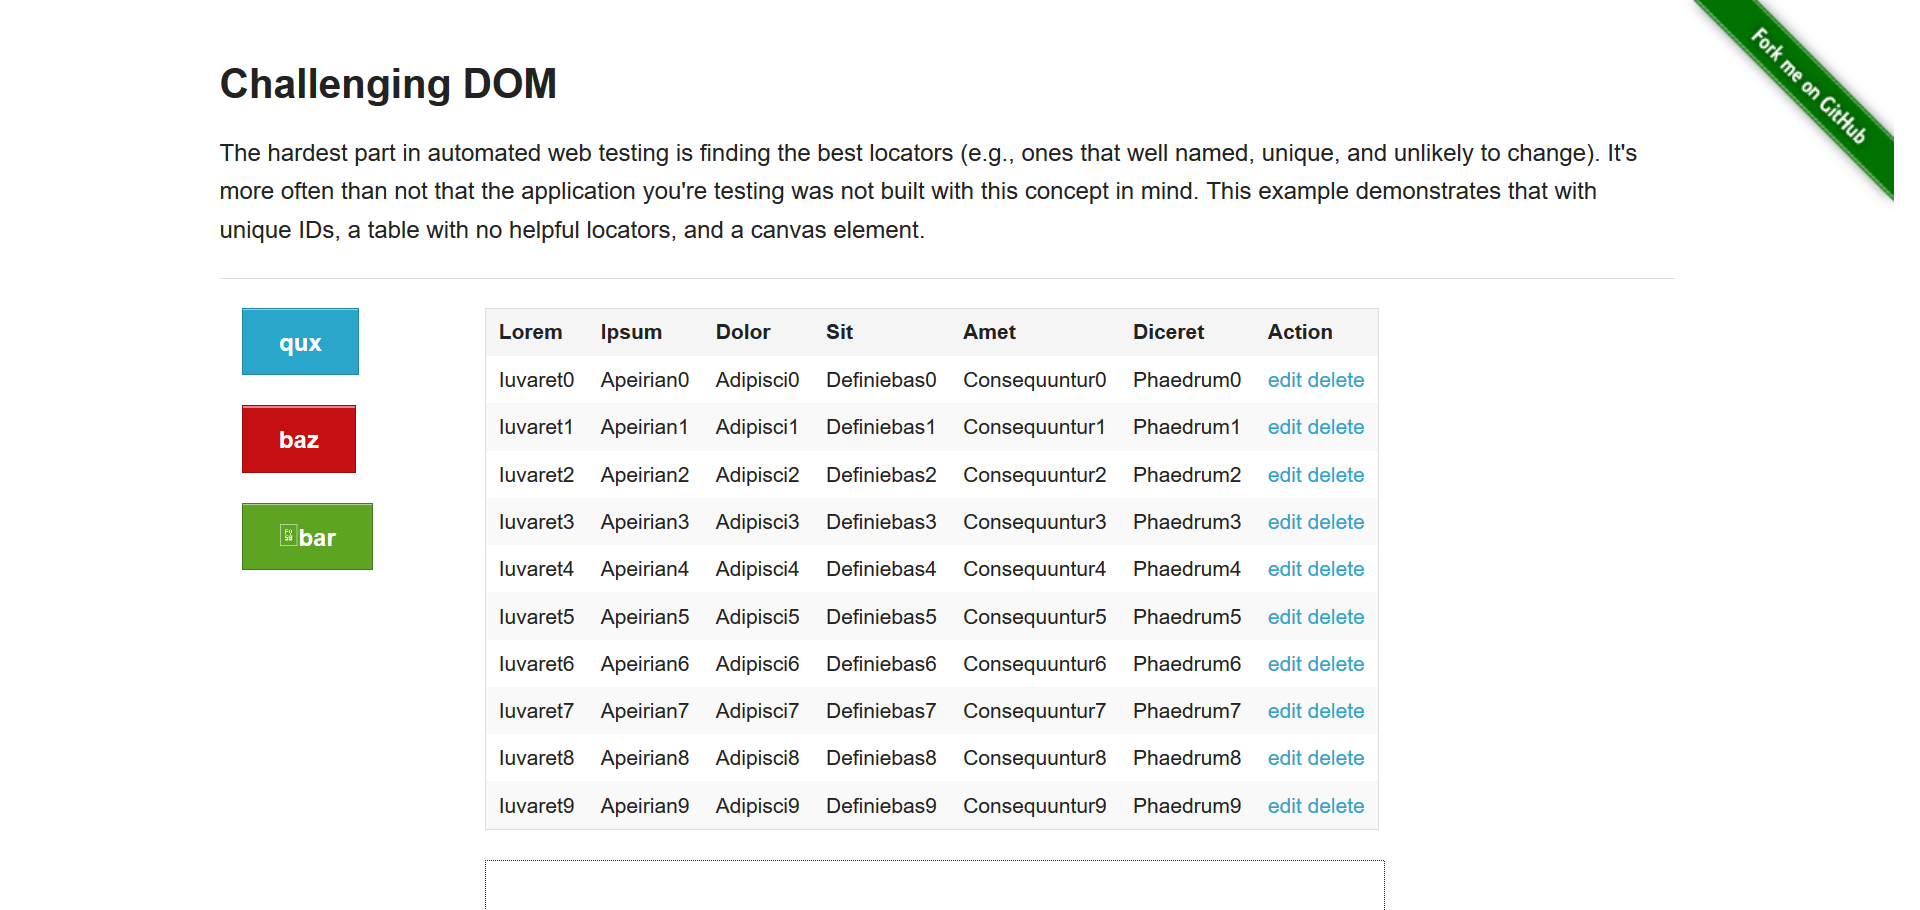 Fork me on GitHub
Challenging DOM
The hardest part in automated web testing is finding the best locators (e.g., ones that well named, unique, and unlikely to change). It's
more often than not that the application you're testing was not built with this concept in mind. This example demonstrates that with
unique IDs, a table with no helpful locators, and a canvas element.
qux
baz
bar
Lorem Ipsum Dolor Sit Amet Diceret Action
Iuvaret0 Apeirian0 Adipisci0 Definiebas0 Consequuntur0 Phaedrum0 edit delete
Iuvaret1 Apeirian1 Adipisci1 Definiebas1 Consequuntur1 Phaedrum1 edit delete
Iuvaret2 Apeirian2 Adipisci2 Definiebas2 Consequuntur2 Phaedrum2 edit delete
Iuvaret3 Apeirian3 Adipisci3 Definiebas3 Consequuntur3 Phaedrum3 edit delete
Iuvaret4 Apeirian4 Adipisci4 Definiebas4 Consequuntur4 Phaedrum4 edit delete
Iuvaret5 Apeirian5 Adipisci5 Definiebas5 Consequuntur5 Phaedrum5 edit delete
Iuvaret6 Apeirian6 Adipisci6 Definiebas6 Consequuntur6 Phaedrum6 edit delete
Iuvaret7 Apeirian7 Adipisci7 Definiebas7 Consequuntur7 Phaedrum7 edit delete
Iuvaret8 Apeirian8 Adipisci8 Definiebas8 Consequuntur8 Phaedrum8 edit delete
Iuvaret9 Apeirian9 Adipisci9 Definiebas9 Consequuntur9 Phaedrum9 edit delete